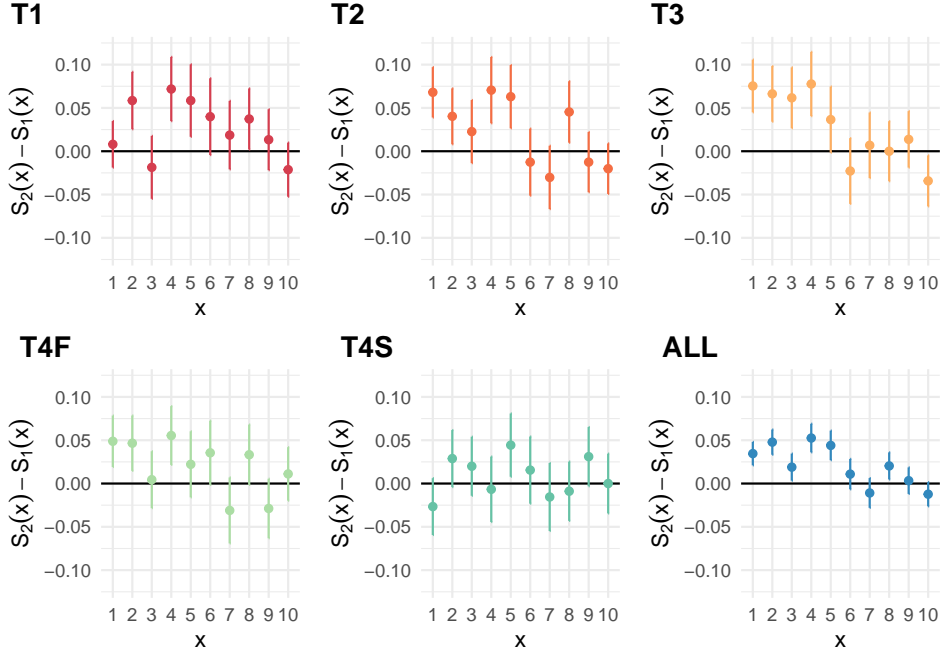 T1 T2 T3
0.10 0.10 0.10
0.05 0.05 0.05
0.00 0.00 0.00
−0.05 −0.05 −0.05
−0.10 −0.10 −0.10
S₂(x) − S₁(x) S₂(x) − S₁(x) S₂(x) − S₁(x)
1 2 3 4 5 6 7 8 9 10 1 2 3 4 5 6 7 8 9 10 1 2 3 4 5 6 7 8 9 10
x x x
T4F T4S ALL
0.10 0.10 0.10
0.05 0.05 0.05
0.00 0.00 0.00
−0.05 −0.05 −0.05
−0.10 −0.10 −0.10
S₂(x) − S₁(x) S₂(x) − S₁(x) S₂(x) − S₁(x)
1 2 3 4 5 6 7 8 9 10 1 2 3 4 5 6 7 8 9 10 1 2 3 4 5 6 7 8 9 10
x x x